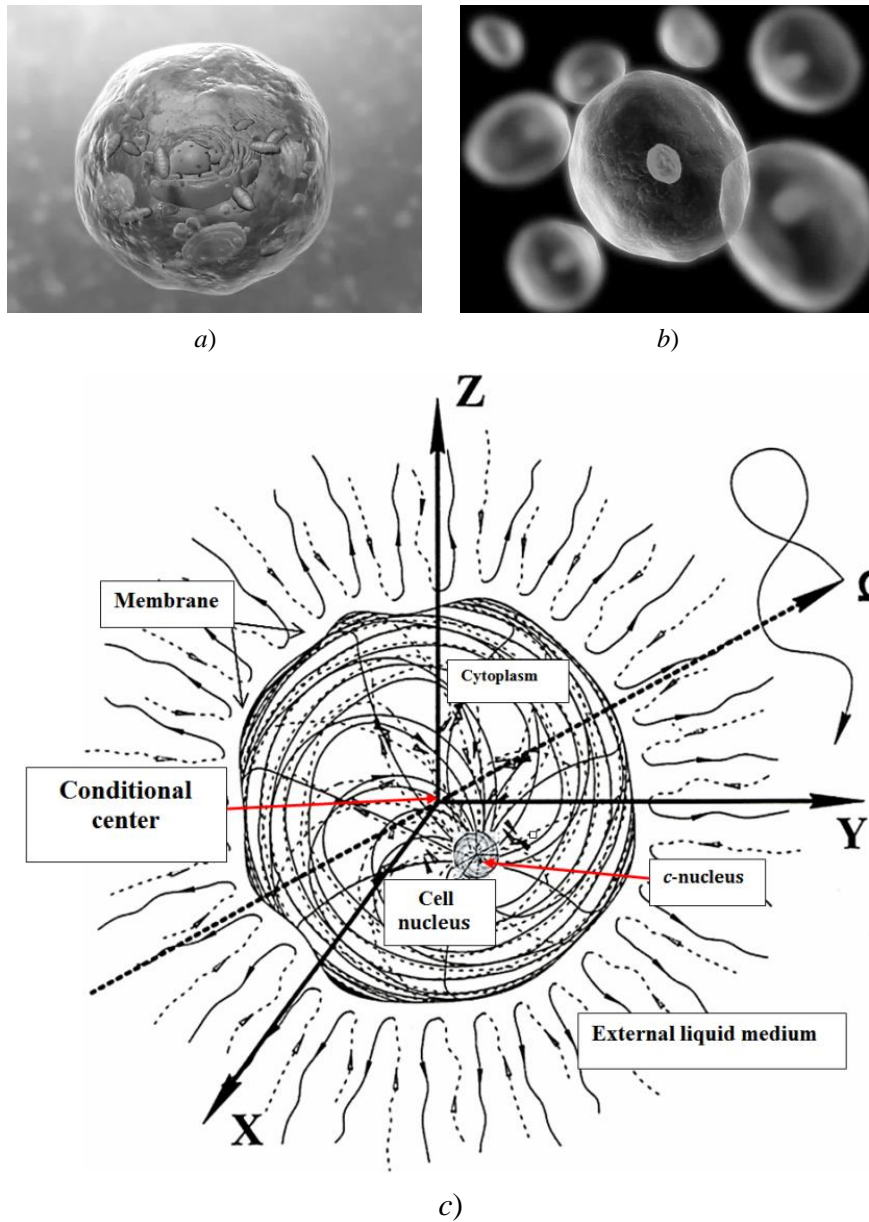 a)
b)
Z
Membrane
Ω
Cytoplasm
Conditional
center
Y
Cell
nucleus
c-nucleus
External liquid medium
X
c)